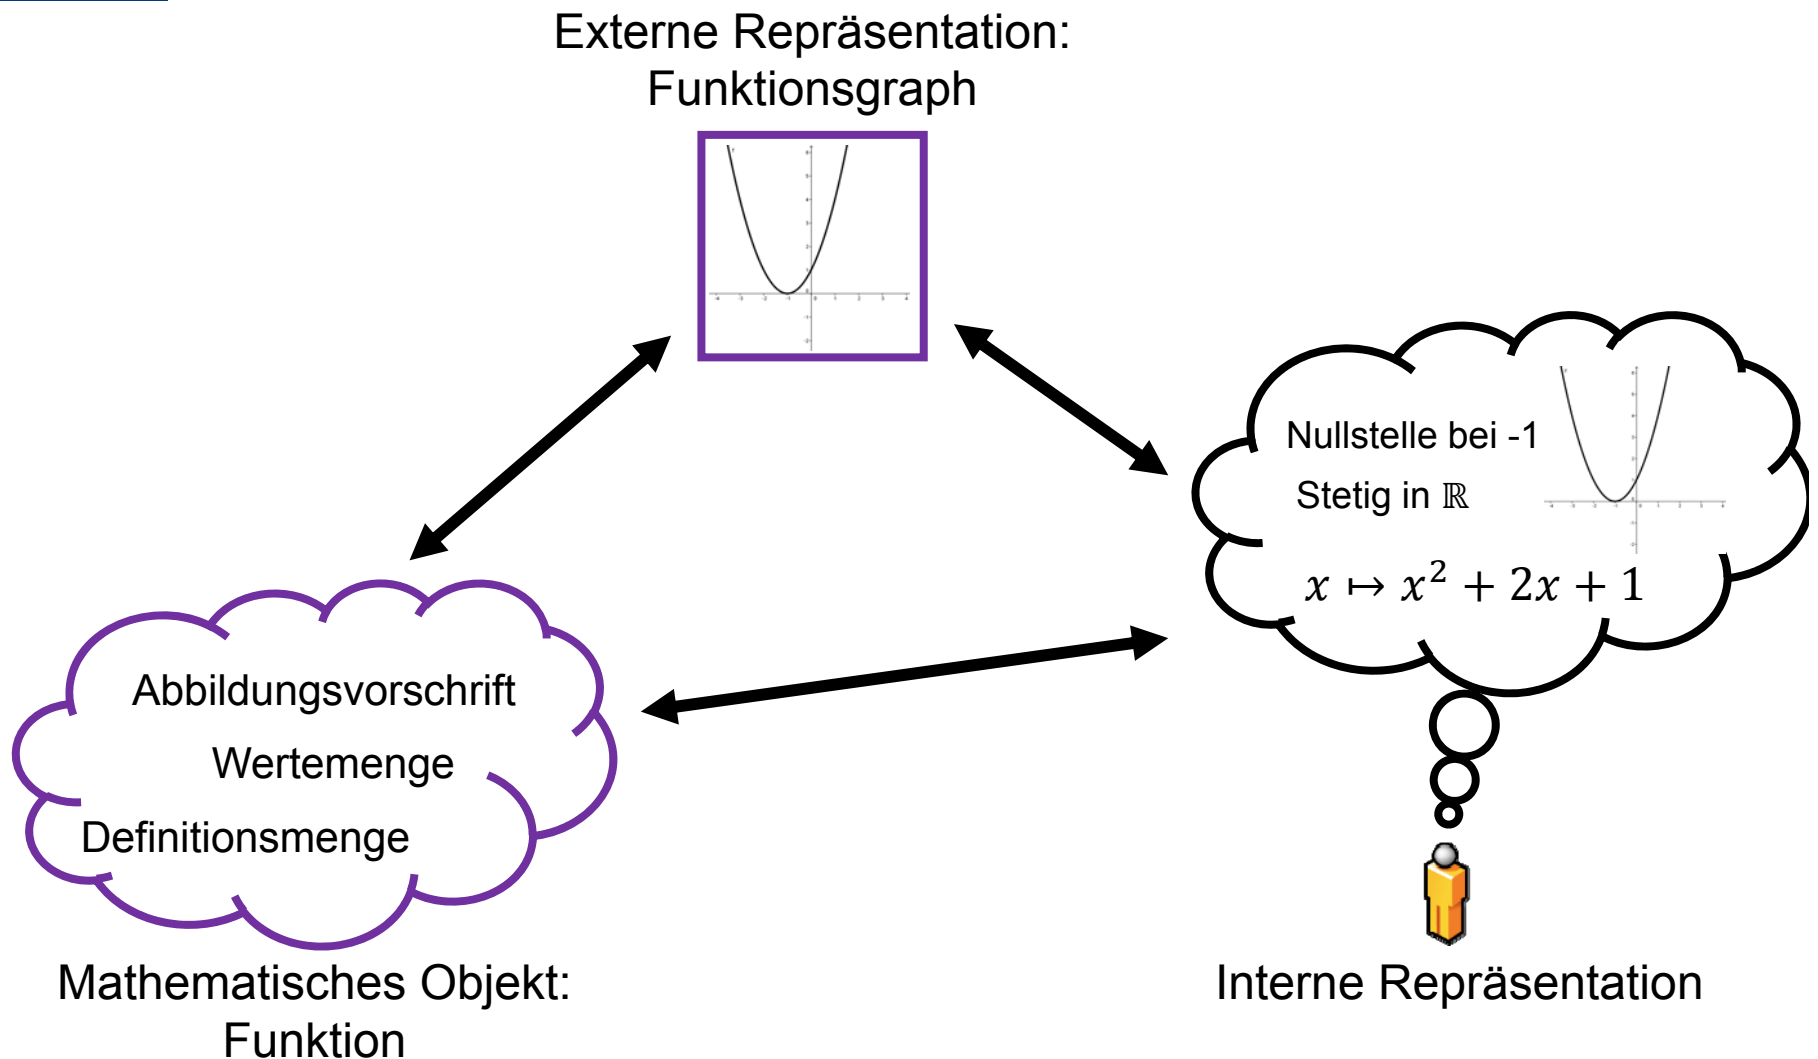 Externe Repräsentation:
Funktionsgraph
Nullstelle bei -1
Stetig in ℝ
x ↦ x² + 2x + 1
Abbildungsvorschrift
Wertemenge
Definitionsmenge
Mathematisches Objekt:
Funktion
Interne Repräsentation